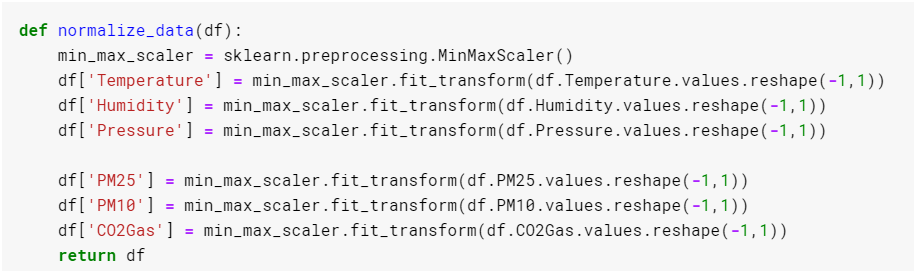 def normalize_data(df):
    min_max_scaler = sklearn.preprocessing.MinMaxScaler()
    df['Temperature'] = min_max_scaler.fit_transform(df.Temperature.values.reshape(-1,1))
    df['Humidity'] = min_max_scaler.fit_transform(df.Humidity.values.reshape(-1,1))
    df['Pressure'] = min_max_scaler.fit_transform(df.Pressure.values.reshape(-1,1))

    df['PM25'] = min_max_scaler.fit_transform(df.PM25.values.reshape(-1,1))
    df['PM10'] = min_max_scaler.fit_transform(df.PM10.values.reshape(-1,1))
    df['CO2Gas'] = min_max_scaler.fit_transform(df.CO2Gas.values.reshape(-1,1))
    return df